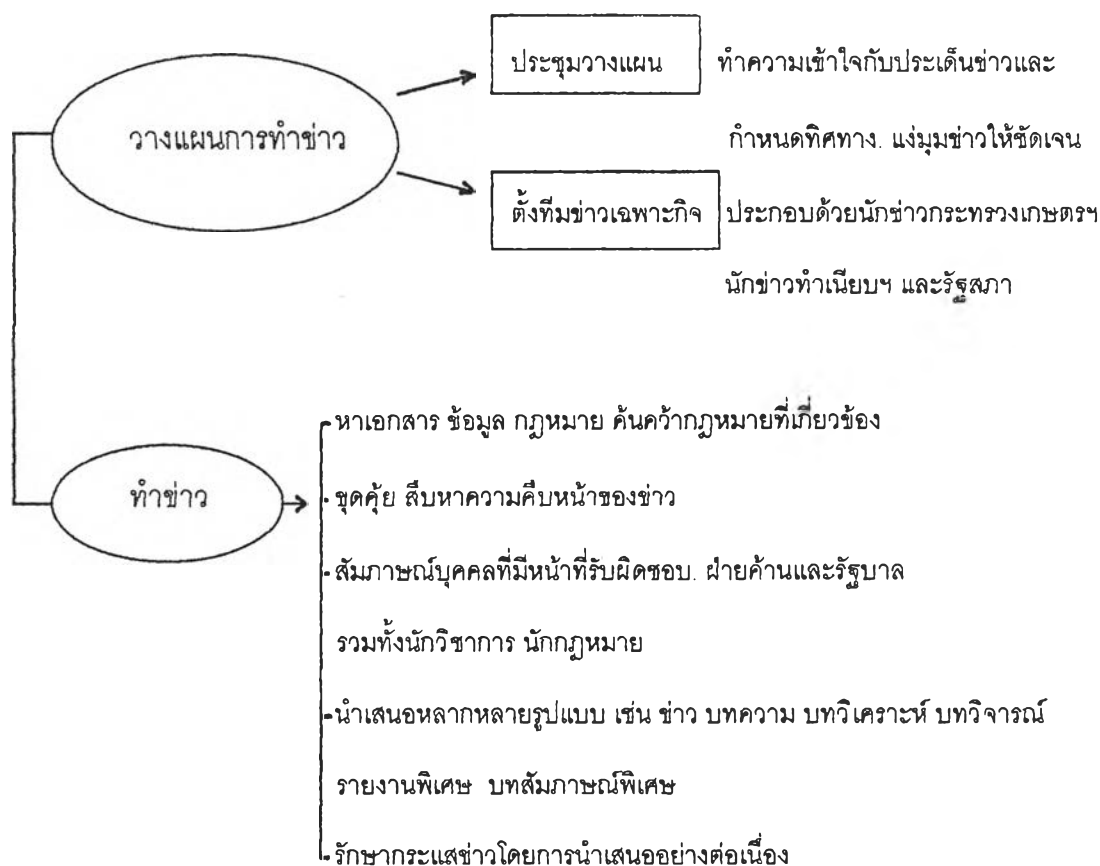 ประชุมวางแผน ทำความเข้าใจกับประเด็นข่าวและ
วางแผนการทำข่าว
กำหนดทิศทาง. แง่มุมข่าวให้ชัดเจน
ตั้งทีมข่าวเฉพาะกิจ ประกอบด้วยนักข่าวกระทรวงเกษตรฯ
นักข่าวทำเนียบฯ และรัฐสภา
ทำข่าว
หาเอกสาร ข้อมูล กฎหมาย ค้นคว้ากฎหมายที่เกี่ยวข้อง
ขุดคุ้ย สืบหาความคืบหน้าของข่าว
สัมภาษณ์บุคคลที่มีหน้าที่รับผิดชอบ. ฝ่ายค้านและรัฐบาล
รวมทั้งนักวิชาการ นักกฎหมาย
นำเสนอหลากหลายรูปแบบ เช่น ข่าว บทความ บทวิเคราะห์ บทวิจารณ์
รายงานพิเศษ บทสัมภาษณ์พิเศษ
รักษากระแสข่าวโดยการนำเสนออย่างต่อเนื่อง